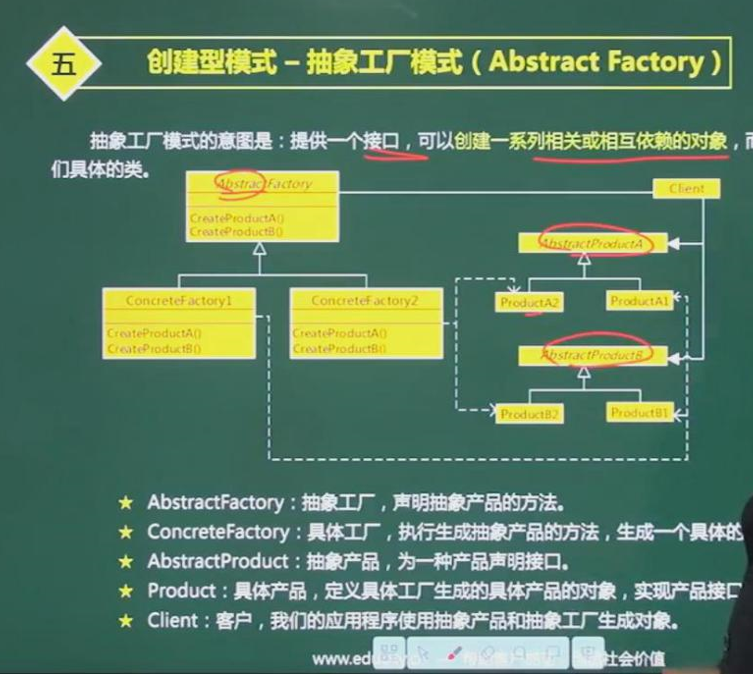 五
创建型模式 – 抽象工厂模式 ( Abstract Factory )
抽象工厂模式的意图是：提供一个接口，可以创建一系列相关或相互依赖的对象，而
们具体的类。
AbstractFactory
CreateProductA()
CreateProductB()
Client
AbstractProductA
ConcreteFactory1
CreateProductA()
CreateProductB()
ConcreteFactory2
CreateProductA()
CreateProductB()
ProductA2
ProductA1
AbstractProductB
ProductB2
ProductB1
★ AbstractFactory：抽象工厂，声明抽象产品的方法。
★ ConcreteFactory：具体工厂，执行生成抽象产品的方法，生成一个具体的
★ AbstractProduct：抽象产品，为一种产品声明接口。
★ Product：具体产品，定义具体工厂生成的具体产品的对象，实现产品接口
★ Client：客户，我们的应用程序使用抽象产品和抽象工厂生成对象。
www.edu
社会价值